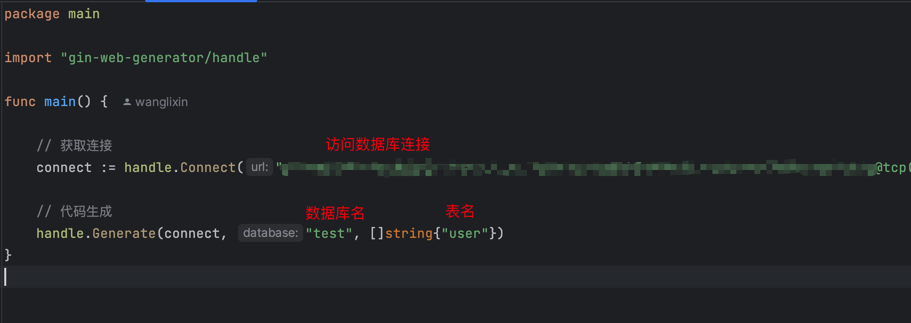 package main
import "gin-web-generator/handle"
func main() { wanglixin
// 获取连接
访问数据库连接
connect := handle.Connect( url: " @tcp(
// 代码生成
数据库名 表名
handle.Generate(connect, database: "test", []string{"user"})
}